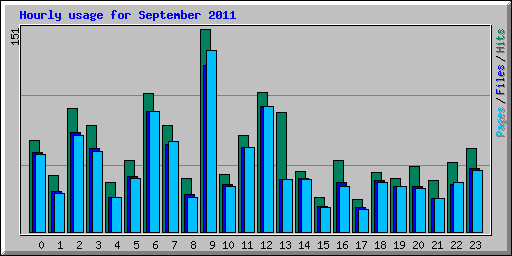 Hourly usage for September 2011
151
Pages/Files/Hits
0 1 2 3 4 5 6 7 8 9 10 11 12 13 14 15 16 17 18 19 20 21 22 23